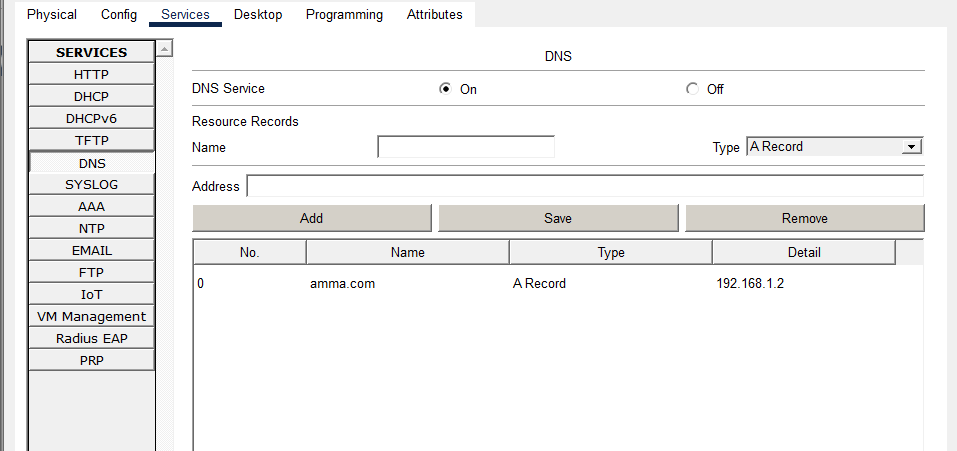 Physical Config Services Desktop Programming Attributes
SERVICES
HTTP
DHCP
DHCPv6
TFTP
DNS
SYSLOG
AAA
NTP
EMAIL
FTP
IoT
VM Management
Radius EAP
PRP
DNS
DNS Service On Off
Resource Records
Name Type A Record
Address
Add Save Remove
No. Name Type Detail
0 amma.com A Record 192.168.1.2